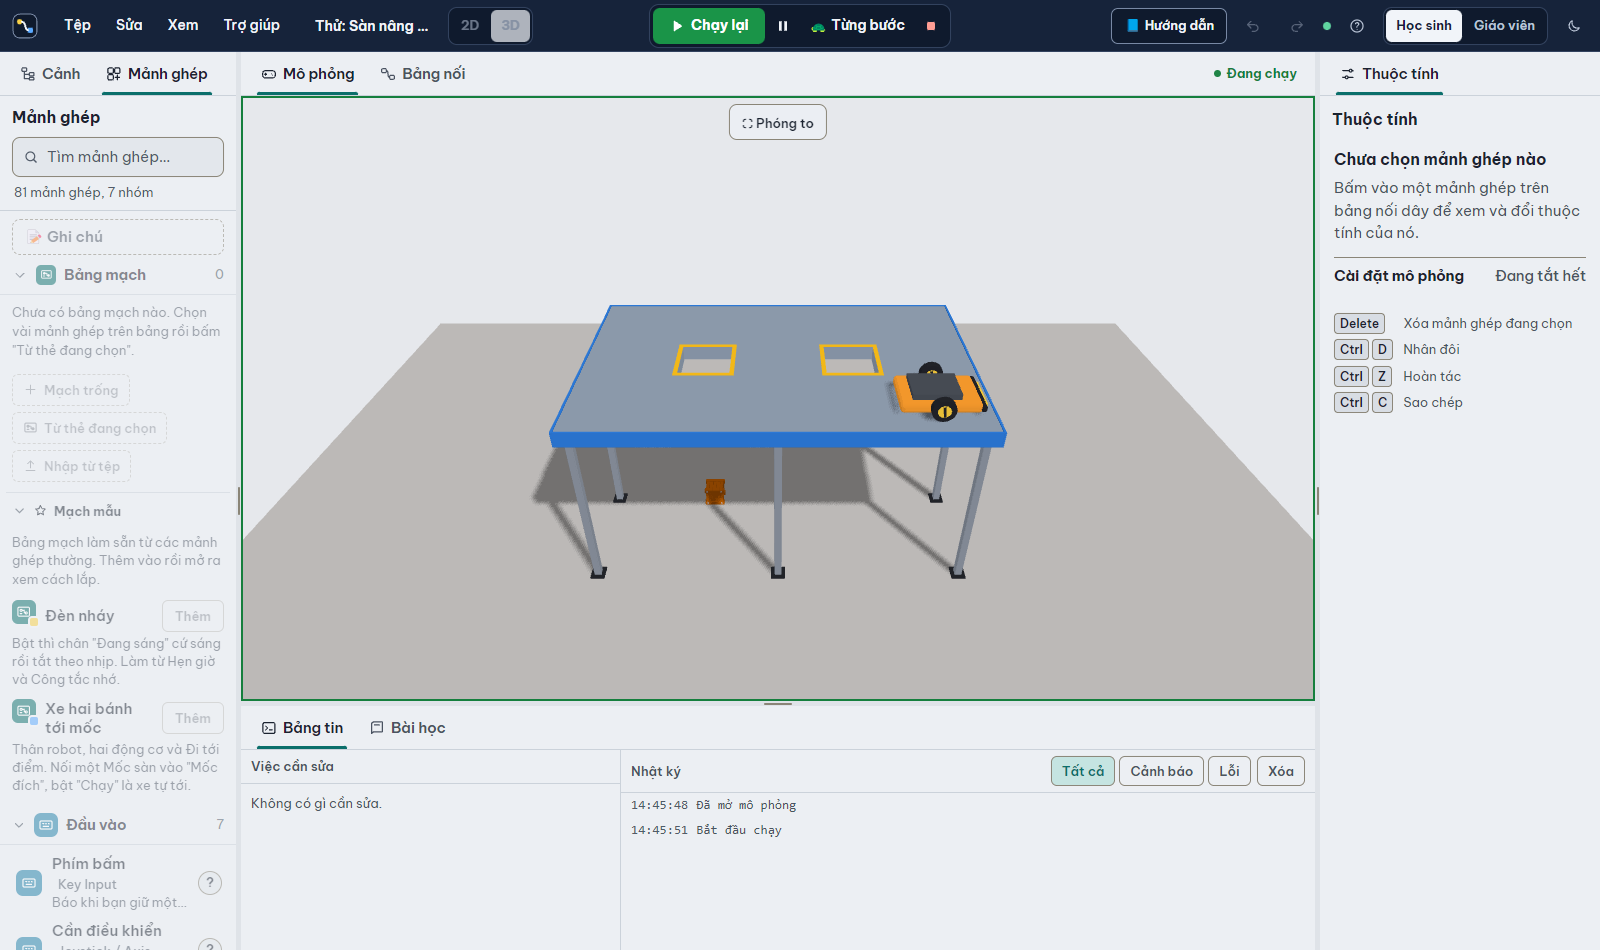 Tệp Sửa Xem Trợ giúp Thử: Sàn nâng ... 2D 3D Chạy lại Từng bước Hướng dẫn Học sinh Giáo viên
Cảnh Mảnh ghép
Mảnh ghép
Tìm mảnh ghép...
81 mảnh ghép, 7 nhóm
Ghi chú
Bảng mạch 0
Chưa có bảng mạch nào. Chọn
vài mảnh ghép trên bảng rồi bấm
"Từ thẻ đang chọn".
Mạch trống
Từ thẻ đang chọn
Nhập từ tệp
Mạch mẫu
Bảng mạch làm sẵn từ các mảnh
ghép thường. Thêm vào rồi mở ra
xem cách lắp.
Đèn nháy Thêm
Bật thì chân "Đang sáng" cứ sáng
rồi tắt theo nhịp. Làm từ Hẹn giờ
và Công tắc nhớ.
Xe hai bánh
tới mốc Thêm
Thân robot, hai động cơ và Đi tới
điểm. Nối một Mốc sàn vào "Mốc
đích", bật "Chạy" là xe tự tới.
Đầu vào 7
Phím bấm
Key Input
Báo khi bạn giữ một...
?
Cần điều khiển
Mô phỏng Bảng nối Đang chạy
Phóng to
Bảng tin Bài học
Việc cần sửa
Không có gì cần sửa.
Nhật ký Tất cả Cảnh báo Lỗi Xóa
14:45:48 Đã mở mô phỏng
14:45:51 Bắt đầu chạy
Thuộc tính
Thuộc tính
Chưa chọn mảnh ghép nào
Bấm vào một mảnh ghép trên
bảng nối dây để xem và đổi thuộc
tính của nó.
Cài đặt mô phỏng Đang tắt hết
Delete Xóa mảnh ghép đang chọn
Ctrl D Nhân đôi
Ctrl Z Hoàn tác
Ctrl C Sao chép